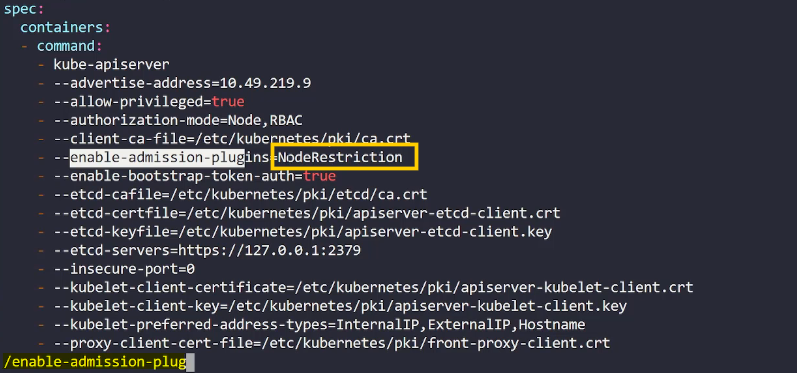 spec:
  containers:
  - command:
    - kube-apiserver
    - --advertise-address=10.49.219.9
    - --allow-privileged=true
    - --authorization-mode=Node,RBAC
    - --client-ca-file=/etc/kubernetes/pki/ca.crt
    - --enable-admission-plugins=NodeRestriction
    - --enable-bootstrap-token-auth=true
    - --etcd-cafile=/etc/kubernetes/pki/etcd/ca.crt
    - --etcd-certfile=/etc/kubernetes/pki/apiserver-etcd-client.crt
    - --etcd-keyfile=/etc/kubernetes/pki/apiserver-etcd-client.key
    - --etcd-servers=https://127.0.0.1:2379
    - --insecure-port=0
    - --kubelet-client-certificate=/etc/kubernetes/pki/apiserver-kubelet-client.crt
    - --kubelet-client-key=/etc/kubernetes/pki/apiserver-kubelet-client.key
    - --kubelet-preferred-address-types=InternalIP,ExternalIP,Hostname
    - --proxy-client-cert-file=/etc/kubernetes/pki/front-proxy-client.crt
/enable-admission-plug